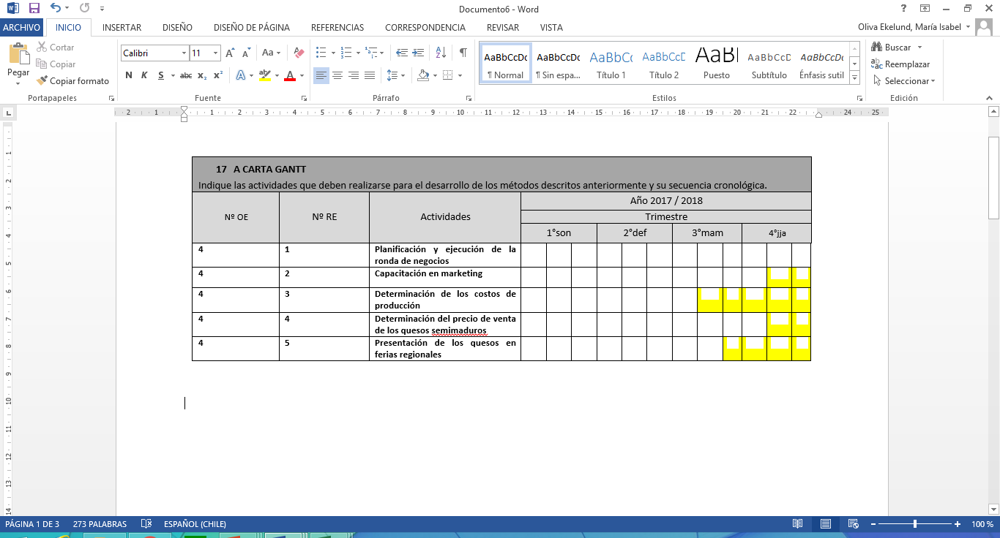 Documento6 - Word
ARCHIVO INICIO INSERTAR DISEÑO DISEÑO DE PÁGINA REFERENCIAS CORRESPONDENCIA REVISAR VISTA Oliva Ekelund, María Isabel
Pegar
Cortar
Copiar
Copiar formato
Portapapeles
Calibri 11 A A Aa
N K S abc x₂ x² A ab A
Fuente
Párrafo
AaBbCcDc AaBbCcDc AaBbCc AaBbCcD AaB AaBbCcD AaBbCcDc
¶ Normal ¶ Sin espa... Título 1 Título 2 Puesto Subtítulo Énfasis sutil
Estilos
Buscar
Reemplazar
Seleccionar
Edición
2 1 1 2 3 4 5 6 7 8 9 10 11 12 13 14 15 16 17 18 19 20 21 22 24 25
1 2 3 4 5 6 7 8 9 10 11 12 13 14
17 A CARTA GANTT
Indique las actividades que deben realizarse para el desarrollo de los métodos descritos anteriormente y su secuencia cronológica.
Nº OE Nº RE Actividades Año 2017 / 2018
Trimestre
1°son 2°def 3°mam 4°jja
4 1 Planificación y ejecución de la
ronda de negocios
4 2 Capacitación en marketing
4 3 Determinación de los costos de
producción
4 4 Determinación del precio de venta
de los quesos semimaduros
4 5 Presentación de los quesos en
ferias regionales
PÁGINA 1 DE 3 273 PALABRAS ESPAÑOL (CHILE) 100 %